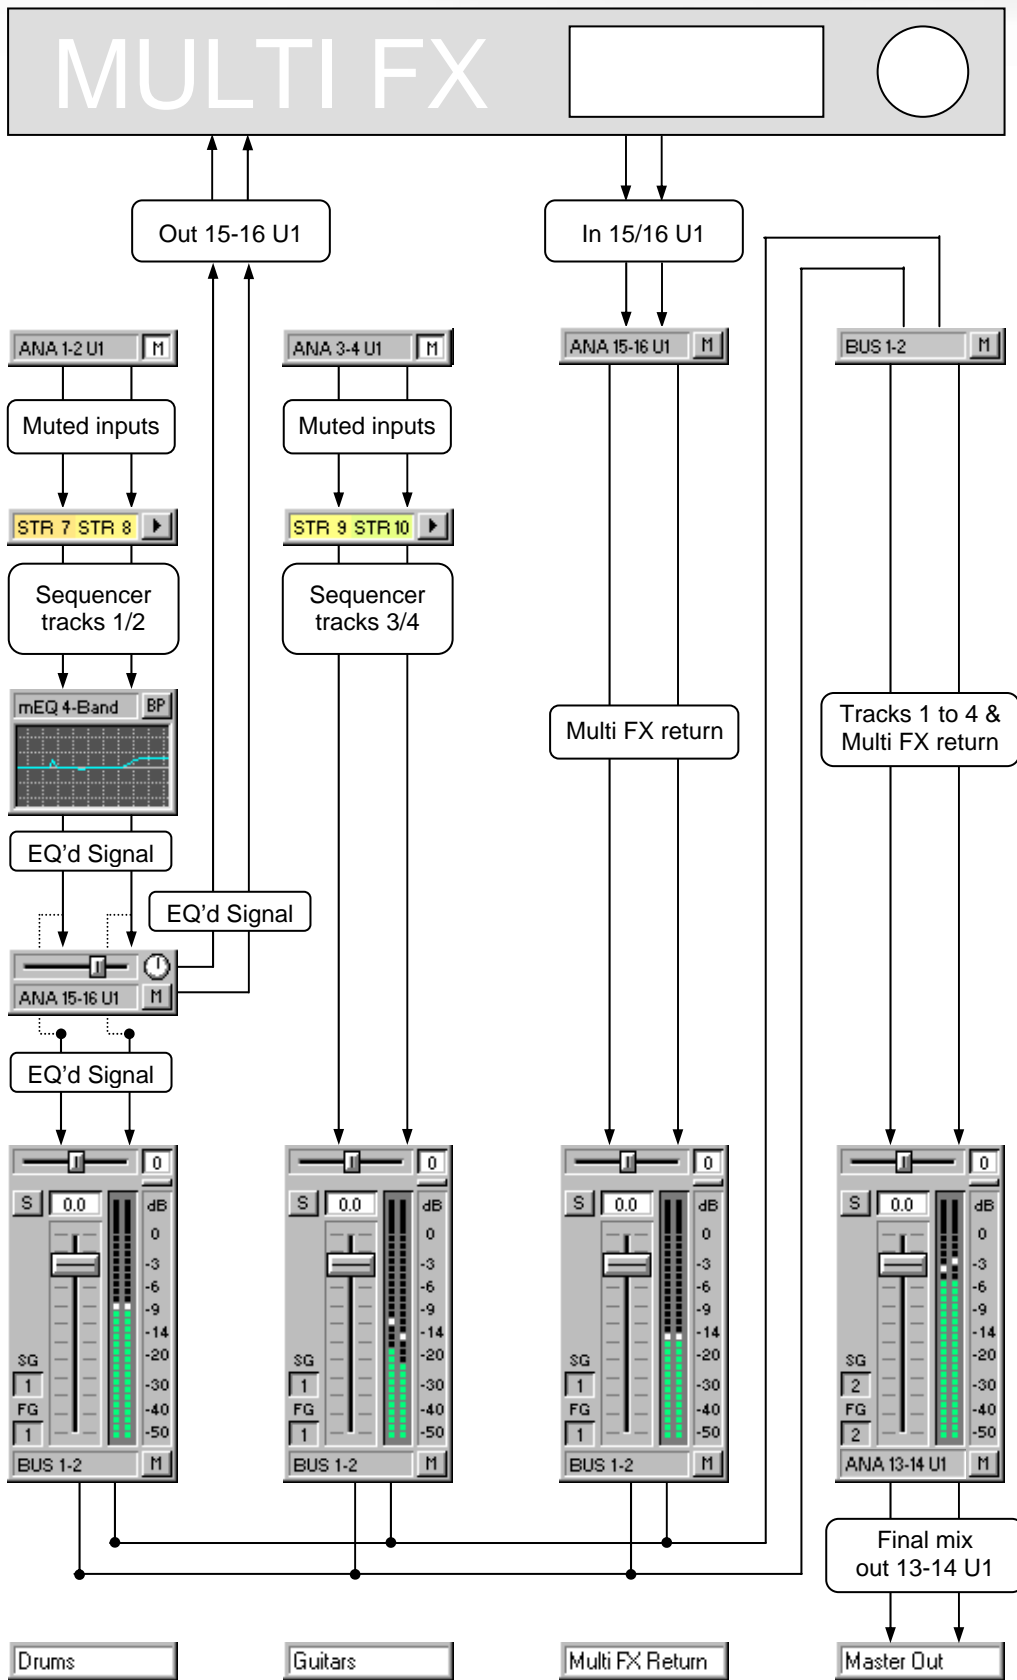 MULTI FX
Out 15-16 U1
In 15/16 U1
ANA 1-2 U1 M
ANA 3-4 U1 M
ANA 15-16 U1 M
BUS 1-2 M
Muted inputs
Muted inputs
STR 7 STR 8
STR 9 STR 10
Sequencer
tracks 1/2
Sequencer
tracks 3/4
mEQ 4-Band BP
Multi FX return
Tracks 1 to 4 &
Multi FX return
EQ'd Signal
EQ'd Signal
ANA 15-16 U1 M
EQ'd Signal
0
S 0.0 dB
0
-3
-6
-9
-14
SG -20
1 -30
FG -40
1 -50
BUS 1-2 M
0
S 0.0 dB
0
-3
-6
-9
-14
SG -20
1 -30
FG -40
1 -50
BUS 1-2 M
0
S 0.0 dB
0
-3
-6
-9
-14
SG -20
1 -30
FG -40
1 -50
BUS 1-2 M
0
S 0.0 dB
0
-3
-6
-9
-14
SG -20
2 -30
FG -40
2 -50
ANA 13-14 U1 M
Final mix
out 13-14 U1
Drums
Guitars
Multi FX Return
Master Out